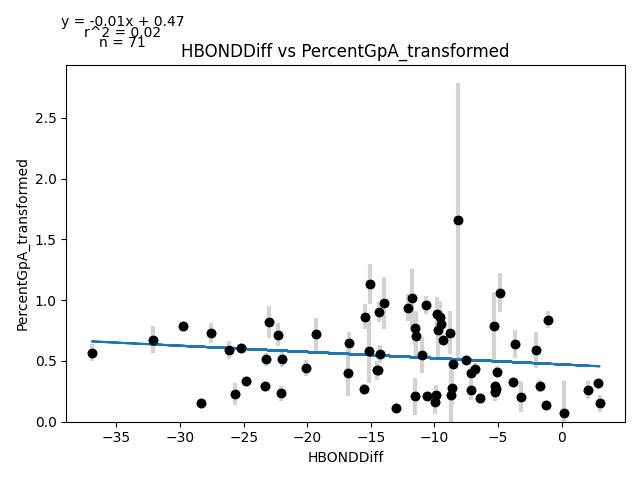 y = -0.01x + 0.47
r^2 = 0.02
n = 71
HBONDDiff vs PercentGpA_transformed
PercentGpA_transformed
2.5
2.0
1.5
1.0
0.5
0.0
−35 −30 −25 −20 −15 −10 −5 0
HBONDDiff